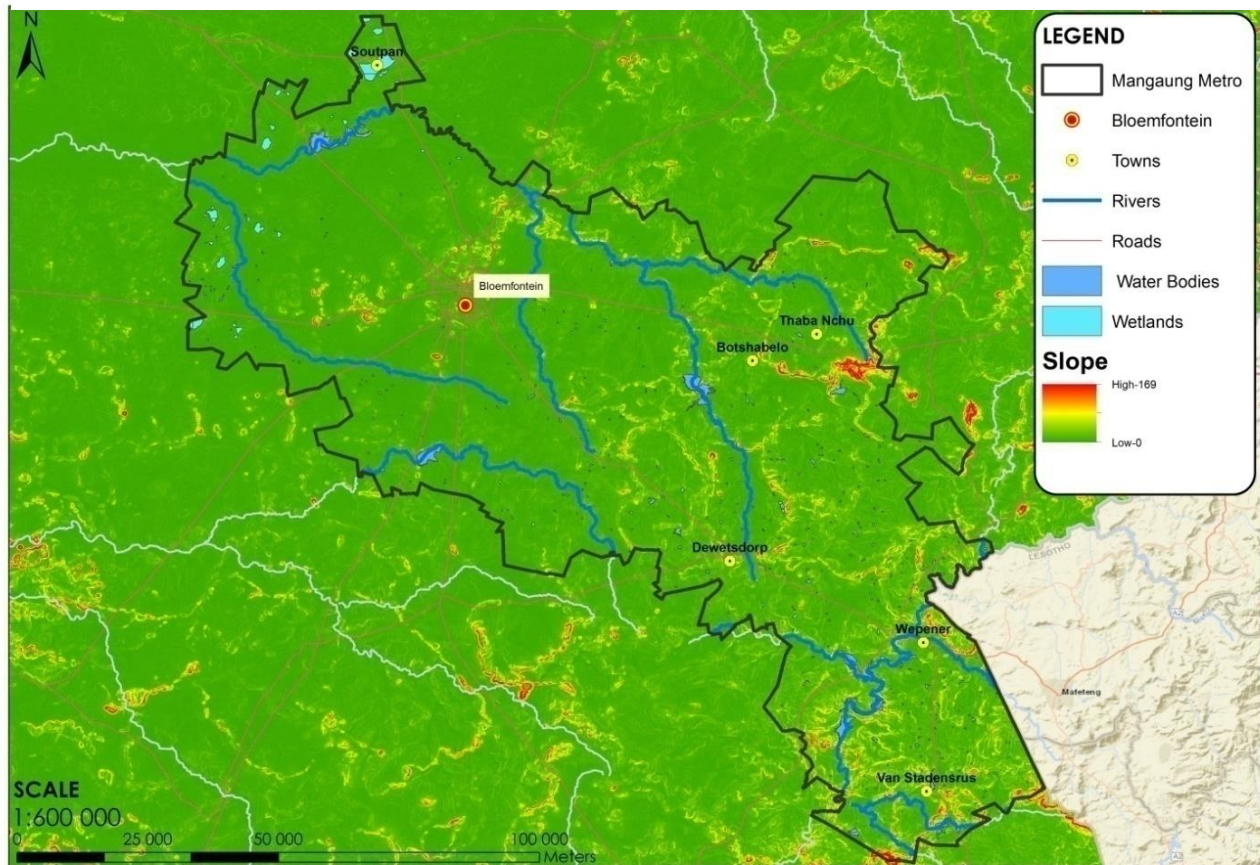 N
Soutpan
Bloemfontein
Thaba Nchu
Botshabelo
Dewetsdorp
Wepener
Van Stadensrus
LESOTHO
Mafeteng
LEGEND
Mangaung Metro
Bloemfontein
Towns
Rivers
Roads
Water Bodies
Wetlands
Slope
High-169
Low-0
SCALE
1:600 000
0 25 000 50 000 100 000
Meters